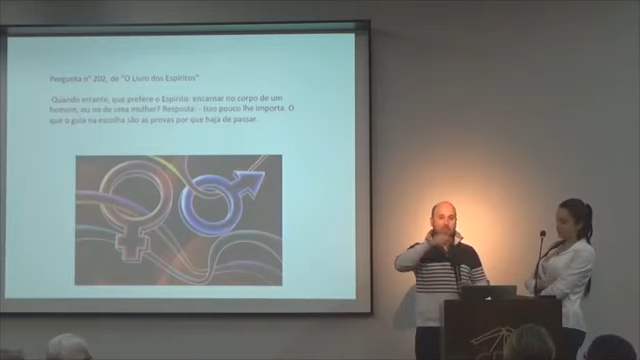 Pergunta nº 202, de "O Livro dos Espíritos"
Quando errante, que prefere o Espírito: encarnar no corpo de um
homem, ou no de uma mulher? Resposta: - Isso pouco lhe importa. O
que o guia na escolha são as provas por que haja de passar.